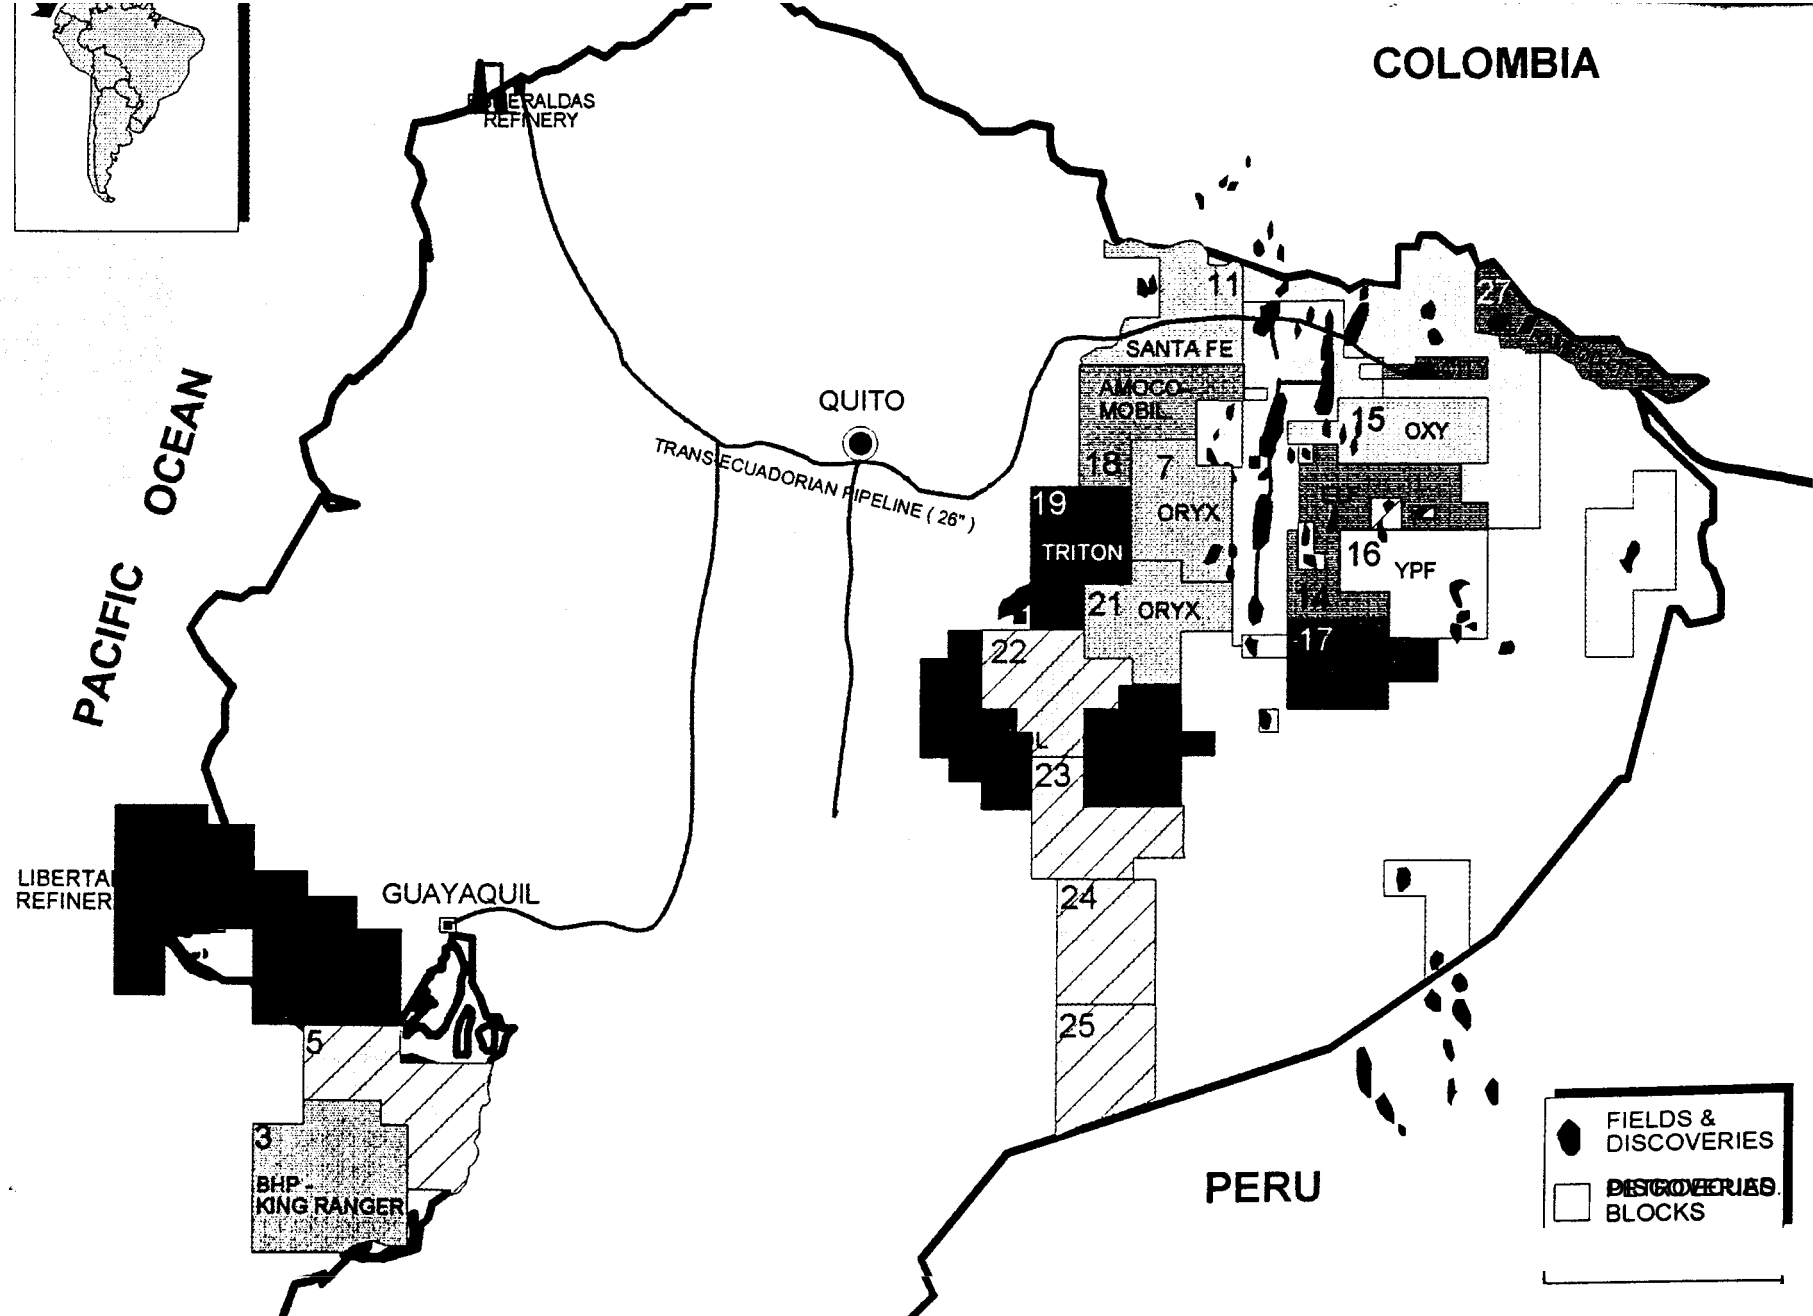 COLOMBIA
REFINERY
11
27
SANTA FE
AMOCO-
MOBIL
QUITO
15
OXY
TRANS-ECUADORIAN PIPELINE ( 26" )
18
7
ORYX
19
TRITON
16
YPF
PACIFIC OCEAN
21
ORYX
14
17
22
23
GUAYAQUIL
24
25
5
3
BHP -
KING RANGER
PERU
FIELDS &
DISCOVERIES
BLOCKS